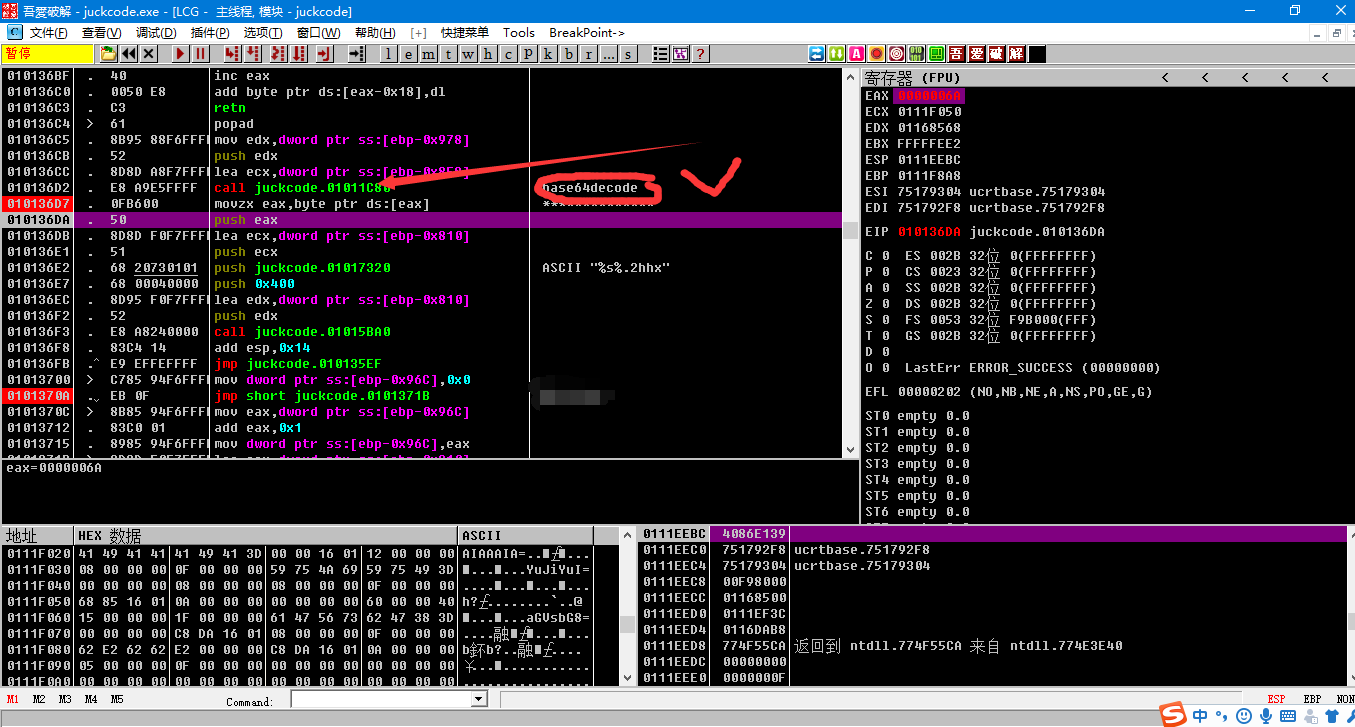 吾爱破解 - juckcode.exe - [LCG - 主线程, 模块 - juckcode]
文件(F) 查看(V) 调试(D) 插件(P) 选项(T) 窗口(W) 帮助(H) [+] 快捷菜单 Tools BreakPoint->
暂停 l e m t w h c p k b r ... s ? 吾 爱 破 解
010136BF . 40 inc eax
010136C0 . 0050 E8 add byte ptr ds:[eax-0x18],dl
010136C3 . C3 retn
010136C4 > 61 popad
010136C5 . 8B95 88F6FFFF mov edx,dword ptr ss:[ebp-0x978]
010136CB . 52 push edx
010136CC . 8D8D A8F7FFFF lea ecx,dword ptr ss:[ebp-0x858]
010136D2 . E8 A9E5FFFF call juckcode.01011C80 base64decode
010136D7 . 0FB600 movzx eax,byte ptr ds:[eax] **************
010136DA . 50 push eax
010136DB . 8D8D F0F7FFFF lea ecx,dword ptr ss:[ebp-0x810]
010136E1 . 51 push ecx
010136E2 . 68 20730101 push juckcode.01017320 ASCII "%s%.2hhx"
010136E7 . 68 00040000 push 0x400
010136EC . 8D95 F0F7FFFF lea edx,dword ptr ss:[ebp-0x810]
010136F2 . 52 push edx
010136F3 . E8 A8240000 call juckcode.01015BA0
010136F8 . 83C4 14 add esp,0x14
010136FB .^ E9 EFFEFFFF jmp juckcode.010135EF
01013700 > C785 94F6FFFF mov dword ptr ss:[ebp-0x96C],0x0
0101370A .⌄ EB 0F jmp short juckcode.0101371B
0101370C > 8B85 94F6FFFF mov eax,dword ptr ss:[ebp-0x96C]
01013712 . 83C0 01 add eax,0x1
01013715 . 8985 94F6FFFF mov dword ptr ss:[ebp-0x96C],eax
eax=0000006A
寄存器 (FPU) < < < < <
EAX 0000006A
ECX 0111F050
EDX 01168568
EBX FFFFFEE2
ESP 0111EEBC
EBP 0111F8A8
ESI 75179304 ucrtbase.75179304
EDI 751792F8 ucrtbase.751792F8
EIP 010136DA juckcode.010136DA
C 0 ES 002B 32位 0(FFFFFFFF)
P 0 CS 0023 32位 0(FFFFFFFF)
A 0 SS 002B 32位 0(FFFFFFFF)
Z 0 DS 002B 32位 0(FFFFFFFF)
S 0 FS 0053 32位 F9B000(FFF)
T 0 GS 002B 32位 0(FFFFFFFF)
D 0
O 0 LastErr ERROR_SUCCESS (00000000)
EFL 00000202 (NO,NB,NE,A,NS,PO,GE,G)
ST0 empty 0.0
ST1 empty 0.0
ST2 empty 0.0
ST3 empty 0.0
ST4 empty 0.0
ST5 empty 0.0
ST6 empty 0.0
地址 HEX 数据 ASCII
0111F020 41 49 41 41 41 49 41 3D 00 00 16 01 12 00 00 00 AIAAAIA=
0111F030 08 00 00 00 0F 00 00 00 59 75 4A 69 59 75 49 3D YuJiYuI=
0111F040 00 00 00 00 08 00 00 00 08 00 00 00 0F 00 00 00
0111F050 68 85 16 01 0A 00 00 00 00 00 00 00 60 00 00 40
0111F060 15 00 00 00 1F 00 00 00 61 47 56 73 62 47 38 3D aGVsbG8=
0111F070 00 00 00 00 C8 DA 16 01 08 00 00 00 0F 00 00 00
0111F080 62 E2 62 62 E2 00 00 00 C8 DA 16 01 0A 00 00 00
0111F090 05 00 00 00 0F 00 00 00 00 00 00 00 00 00 00 00
0111EEBC 4086E139
0111EEC0 751792F8 ucrtbase.751792F8
0111EEC4 75179304 ucrtbase.75179304
0111EEC8 00F98000
0111EECC 01168500
0111EED0 0111EF3C
0111EED4 0116DAB8
0111EED8 774F55CA 返回到 ntdll.774F55CA 来自 ntdll.774E3E40
0111EEDC 00000000
0111EEE0 0000000F
M1 M2 M3 M4 M5 Command: ESP EBP NON
中